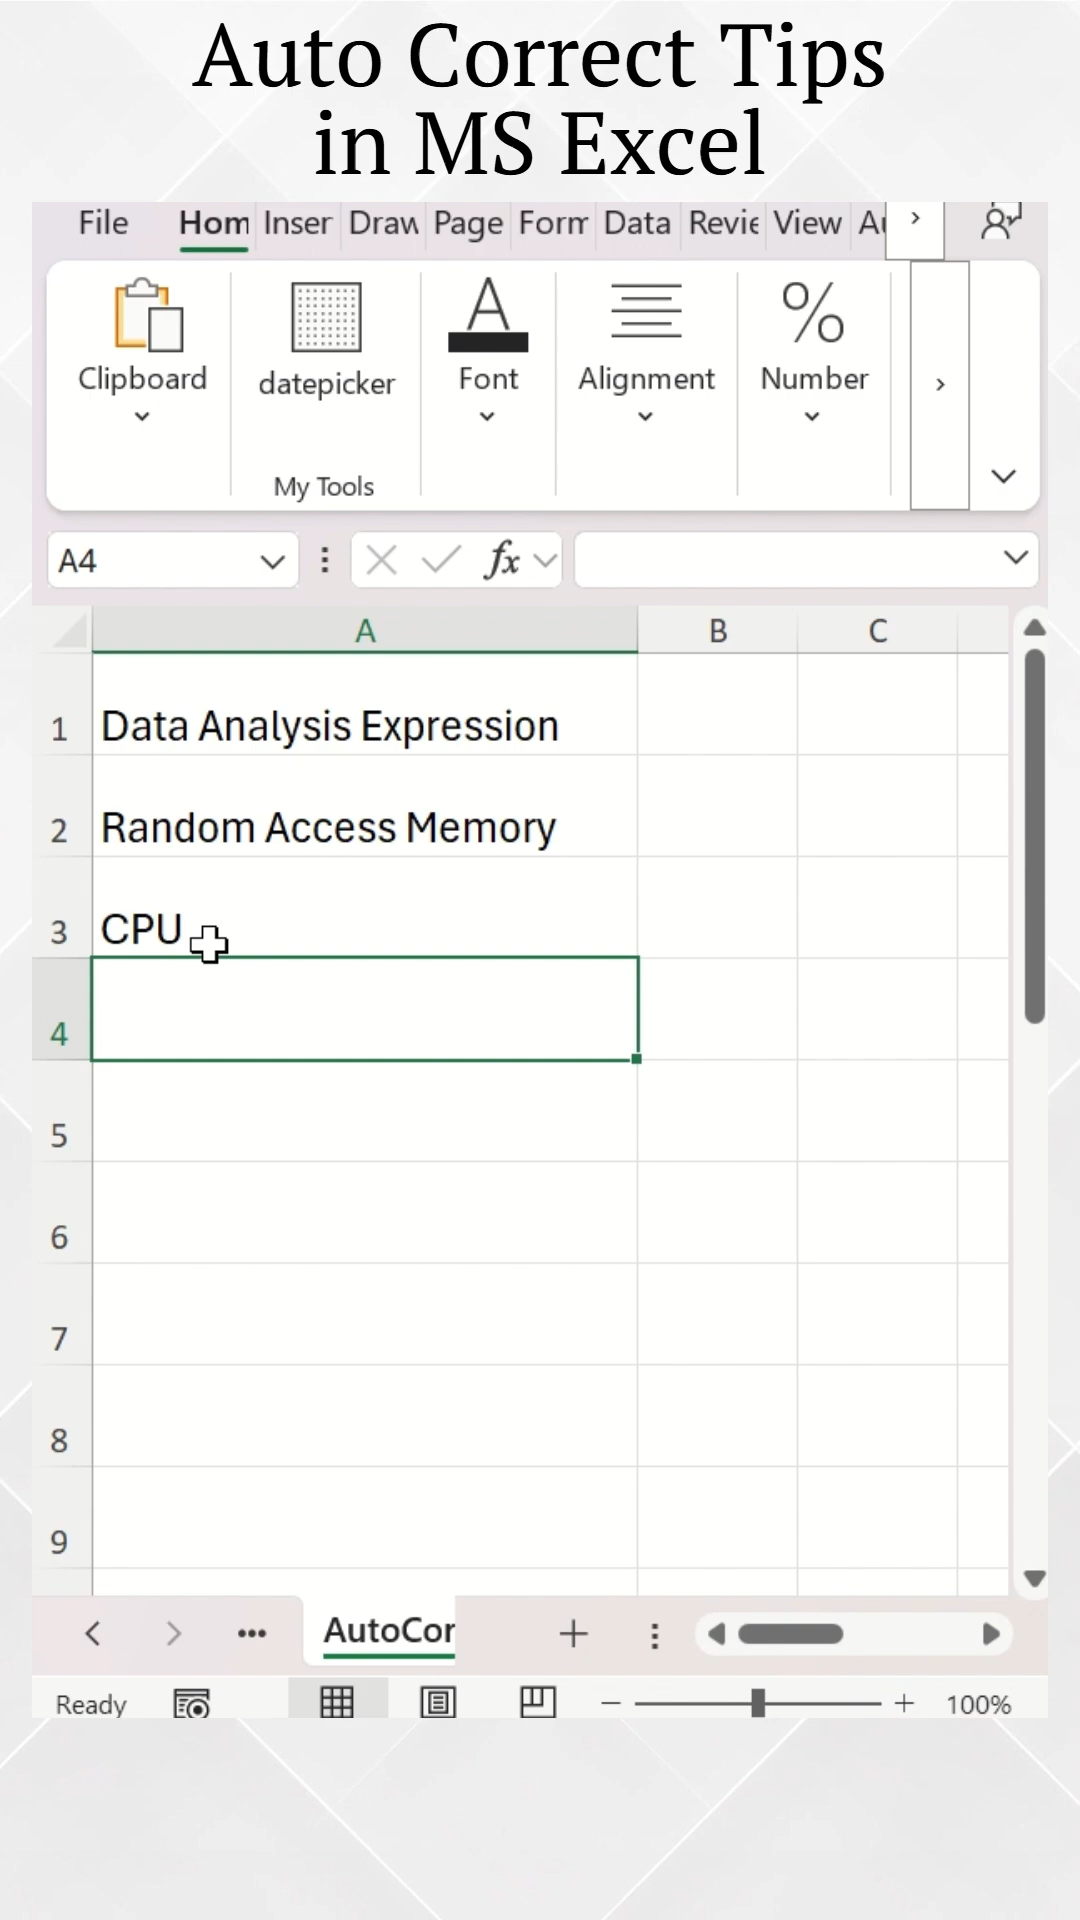 Auto Correct Tips
in MS Excel
File Hom Inser Draw Page Form Data Revie View Au
Clipboard datepicker Font Alignment % Number
My Tools
A4 fx
A B C
1 Data Analysis Expression
2 Random Access Memory
3 CPU
4
5
6
7
8
9
AutoCor
Ready 100%